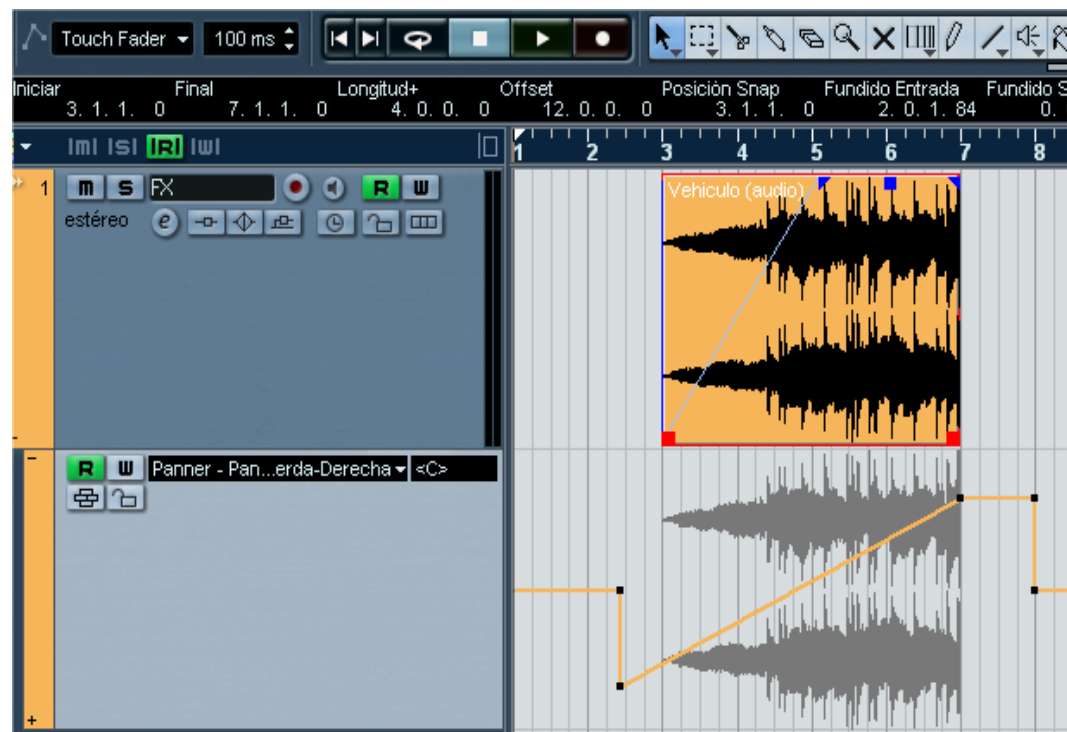 Touch Fader 100 ms
Iniciar Final Longitud+ Offset Posición Snap Fundido Entrada Fundido S
3. 1. 1. 0 7. 1. 1. 0 4. 0. 0. 0 12. 0. 0. 0 3. 1. 1. 0 2. 0. 1. 84 0.
m S R W 1 2 3 4 5 6 7 8
1 m S FX R W Vehiculo (audio)
estéreo e
R W Panner - Pan...erda-Derecha <C>